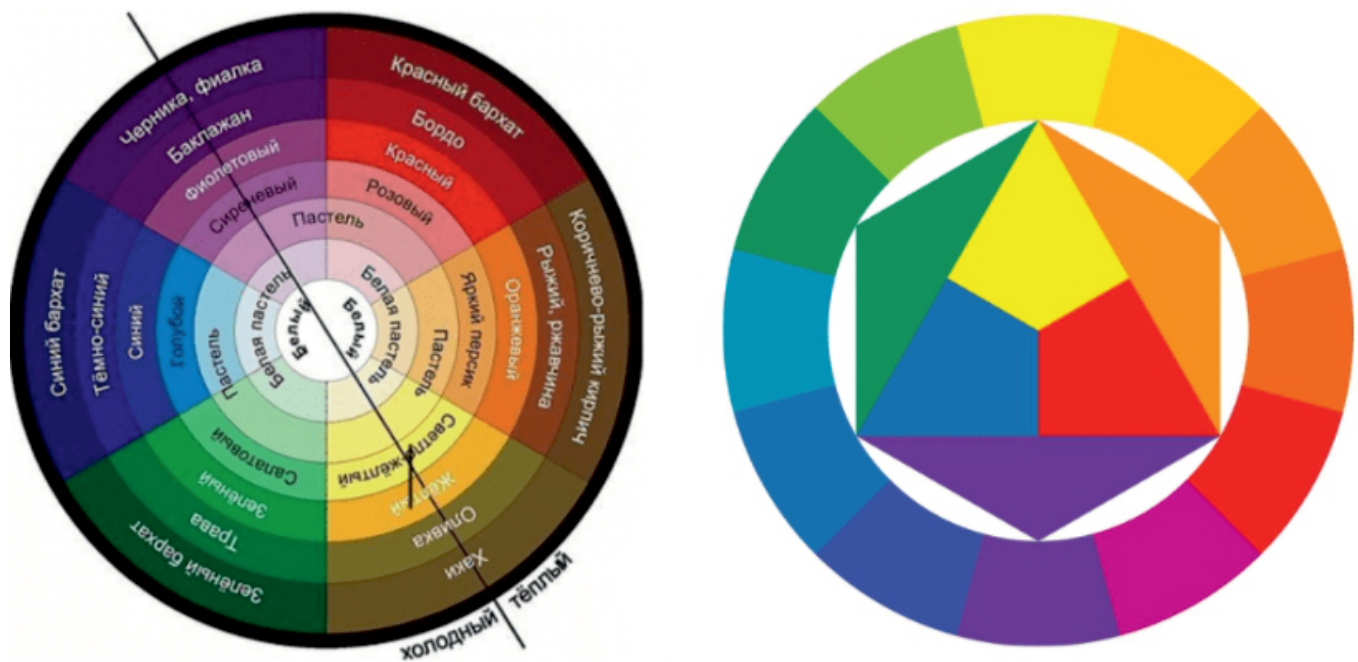 Черника, фиалка
Баклажан
Фиолетовый
Сиреневый
Пастель
Белая пастель
Белый
Красный бархат
Бордо
Красный
Розовый
Белая пастель
Белый
Коричнево-рыжий кирпич
Рыжий, ржавчина
Оранжевый
Яркий персик
Пастель
Светло-жёлтый
Жёлтый
Оливка
Хаки
Синий бархат
Тёмно-синий
Синий
Голубой
Пастель
Салатовый
Зелёный
Трава
Зелёный бархат
холодный
тёплый